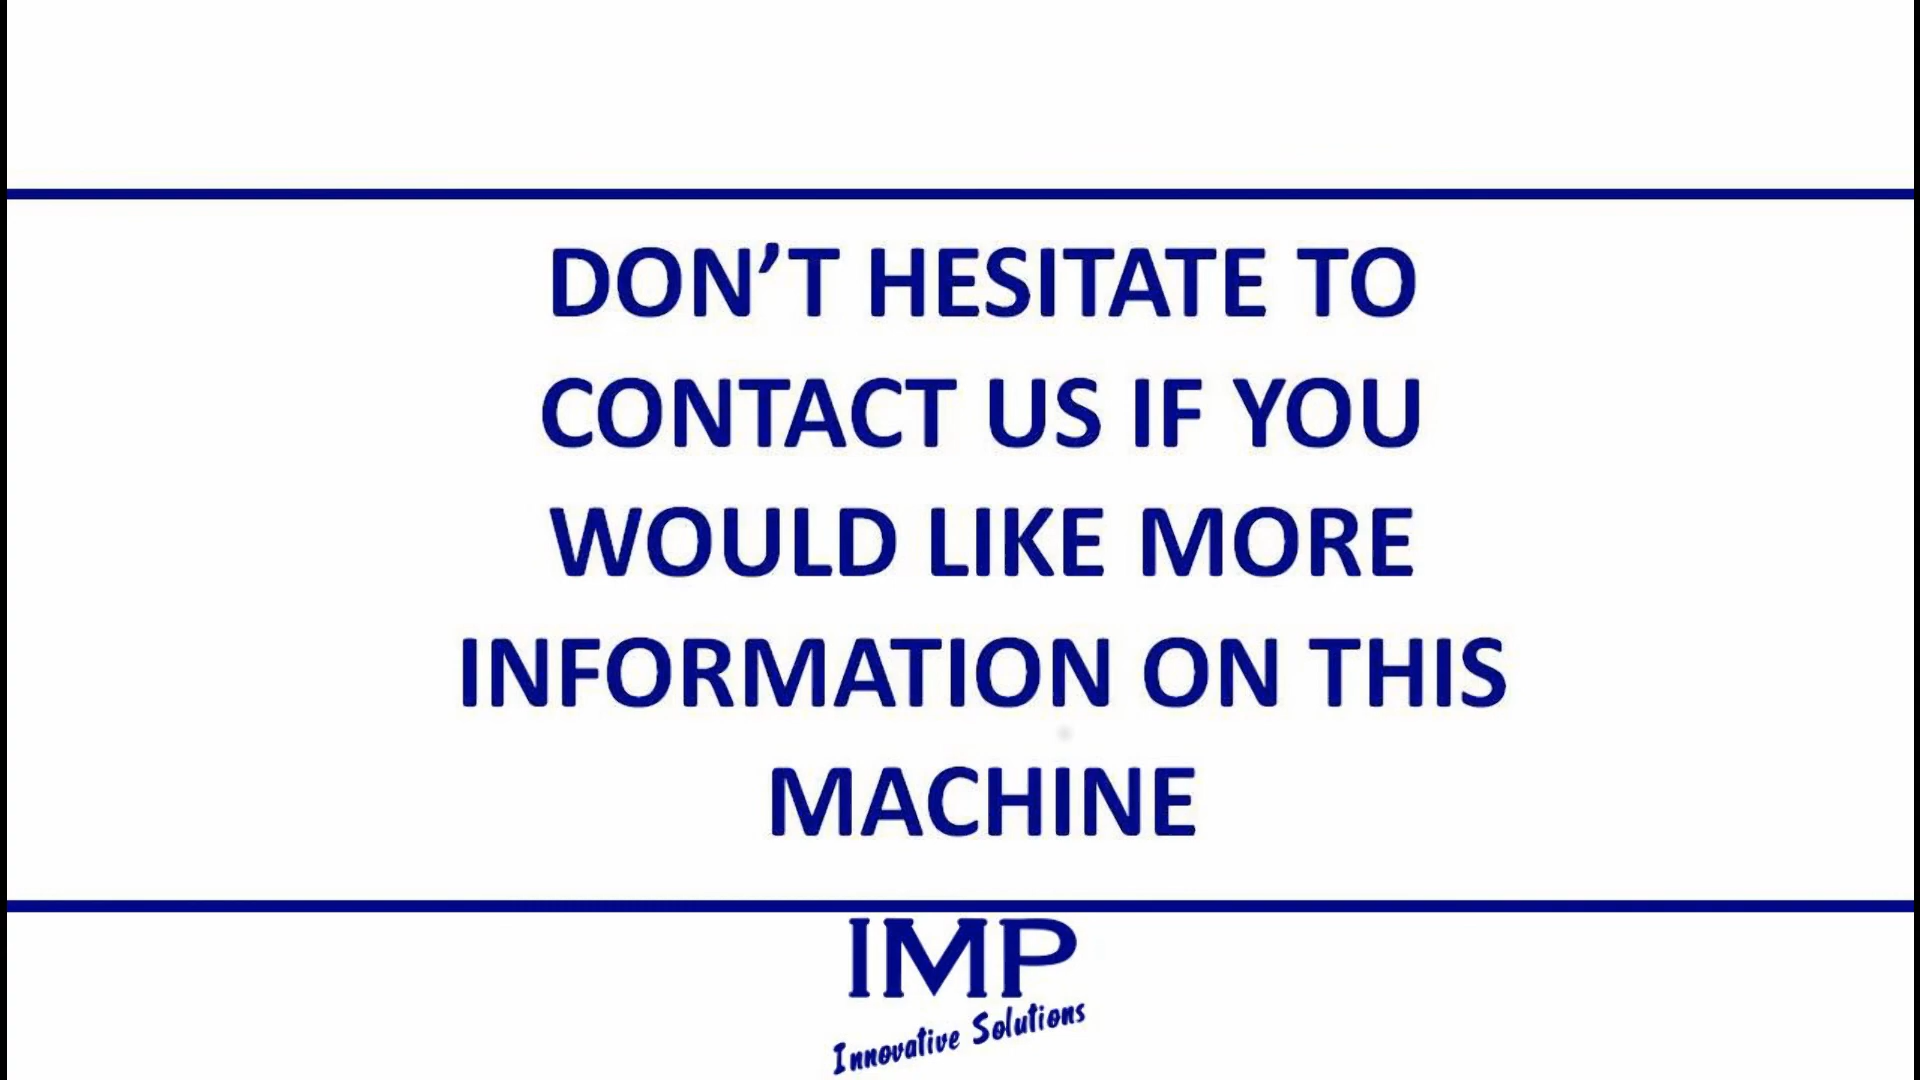 DON’T HESITATE TO
CONTACT US IF YOU
WOULD LIKE MORE
INFORMATION ON THIS
MACHINE
IMP
Innovative Solutions